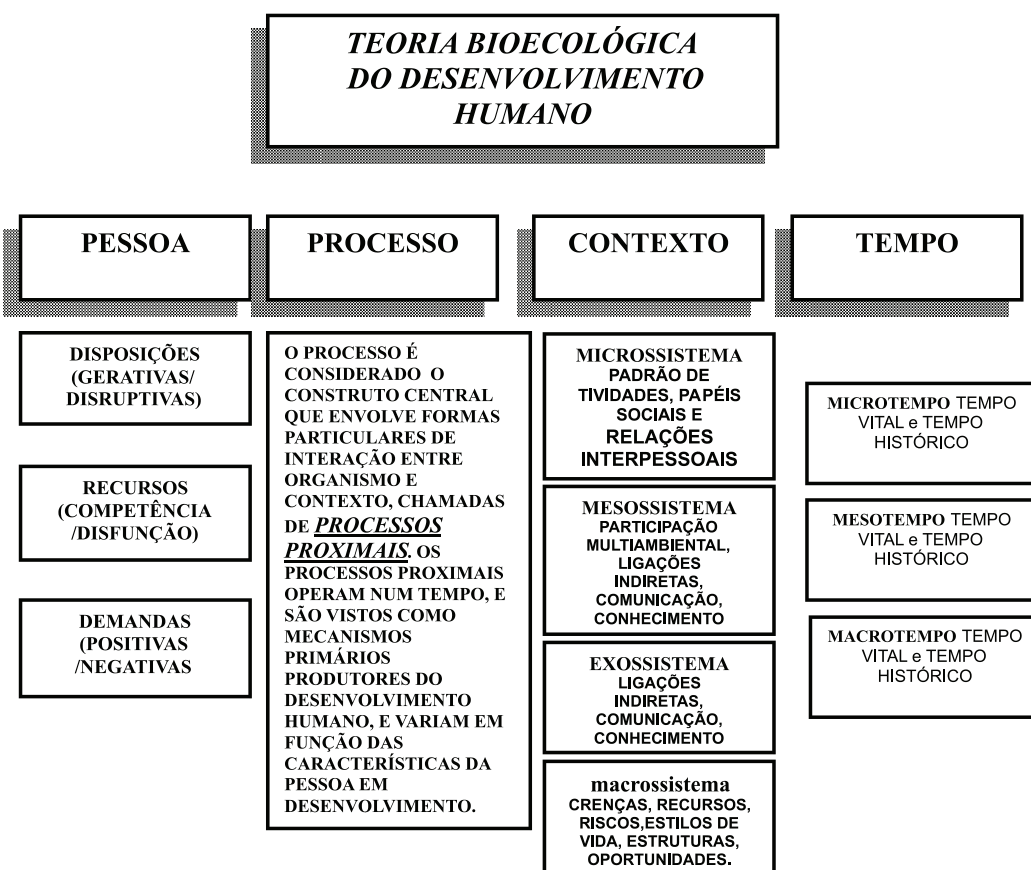 TEORIA BIOECOLÓGICA
DO DESENVOLVIMENTO
HUMANO
PESSOA
PROCESSO
CONTEXTO
TEMPO
DISPOSIÇÕES
(GERATIVAS/
DISRUPTIVAS)
RECURSOS
(COMPETÊNCIA
/DISFUNÇÃO)
DEMANDAS
(POSITIVAS
/NEGATIVAS
O PROCESSO É
CONSIDERADO O
CONSTRUTO CENTRAL
QUE ENVOLVE FORMAS
PARTICULARES DE
INTERAÇÃO ENTRE
ORGANISMO E
CONTEXTO, CHAMADAS
DE PROCESSOS
PROXIMAIS. OS
PROCESSOS PROXIMAIS
OPERAM NUM TEMPO, E
SÃO VISTOS COMO
MECANISMOS
PRIMÁRIOS
PRODUTORES DO
DESENVOLVIMENTO
HUMANO, E VARIAM EM
FUNÇÃO DAS
CARACTERÍSTICAS DA
PESSOA EM
DESENVOLVIMENTO.
MICROSSISTEMA
PADRÃO DE
TIVIDADES, PAPÉIS
SOCIAIS E
RELAÇÕES
INTERPESSOAIS
MESOSSISTEMA
PARTICIPAÇÃO
MULTIAMBIENTAL,
LIGAÇÕES
INDIRETAS,
COMUNICAÇÃO,
CONHECIMENTO
EXOSSISTEMA
LIGAÇÕES
INDIRETAS,
COMUNICAÇÃO,
CONHECIMENTO
macrossistema
CRENÇAS, RECURSOS,
RISCOS,ESTILOS DE
VIDA, ESTRUTURAS,
OPORTUNIDADES.
MICROTEMPO TEMPO
VITAL e TEMPO
HISTÓRICO
MESOTEMPO TEMPO
VITAL e TEMPO
HISTÓRICO
MACROTEMPO TEMPO
VITAL e TEMPO
HISTÓRICO